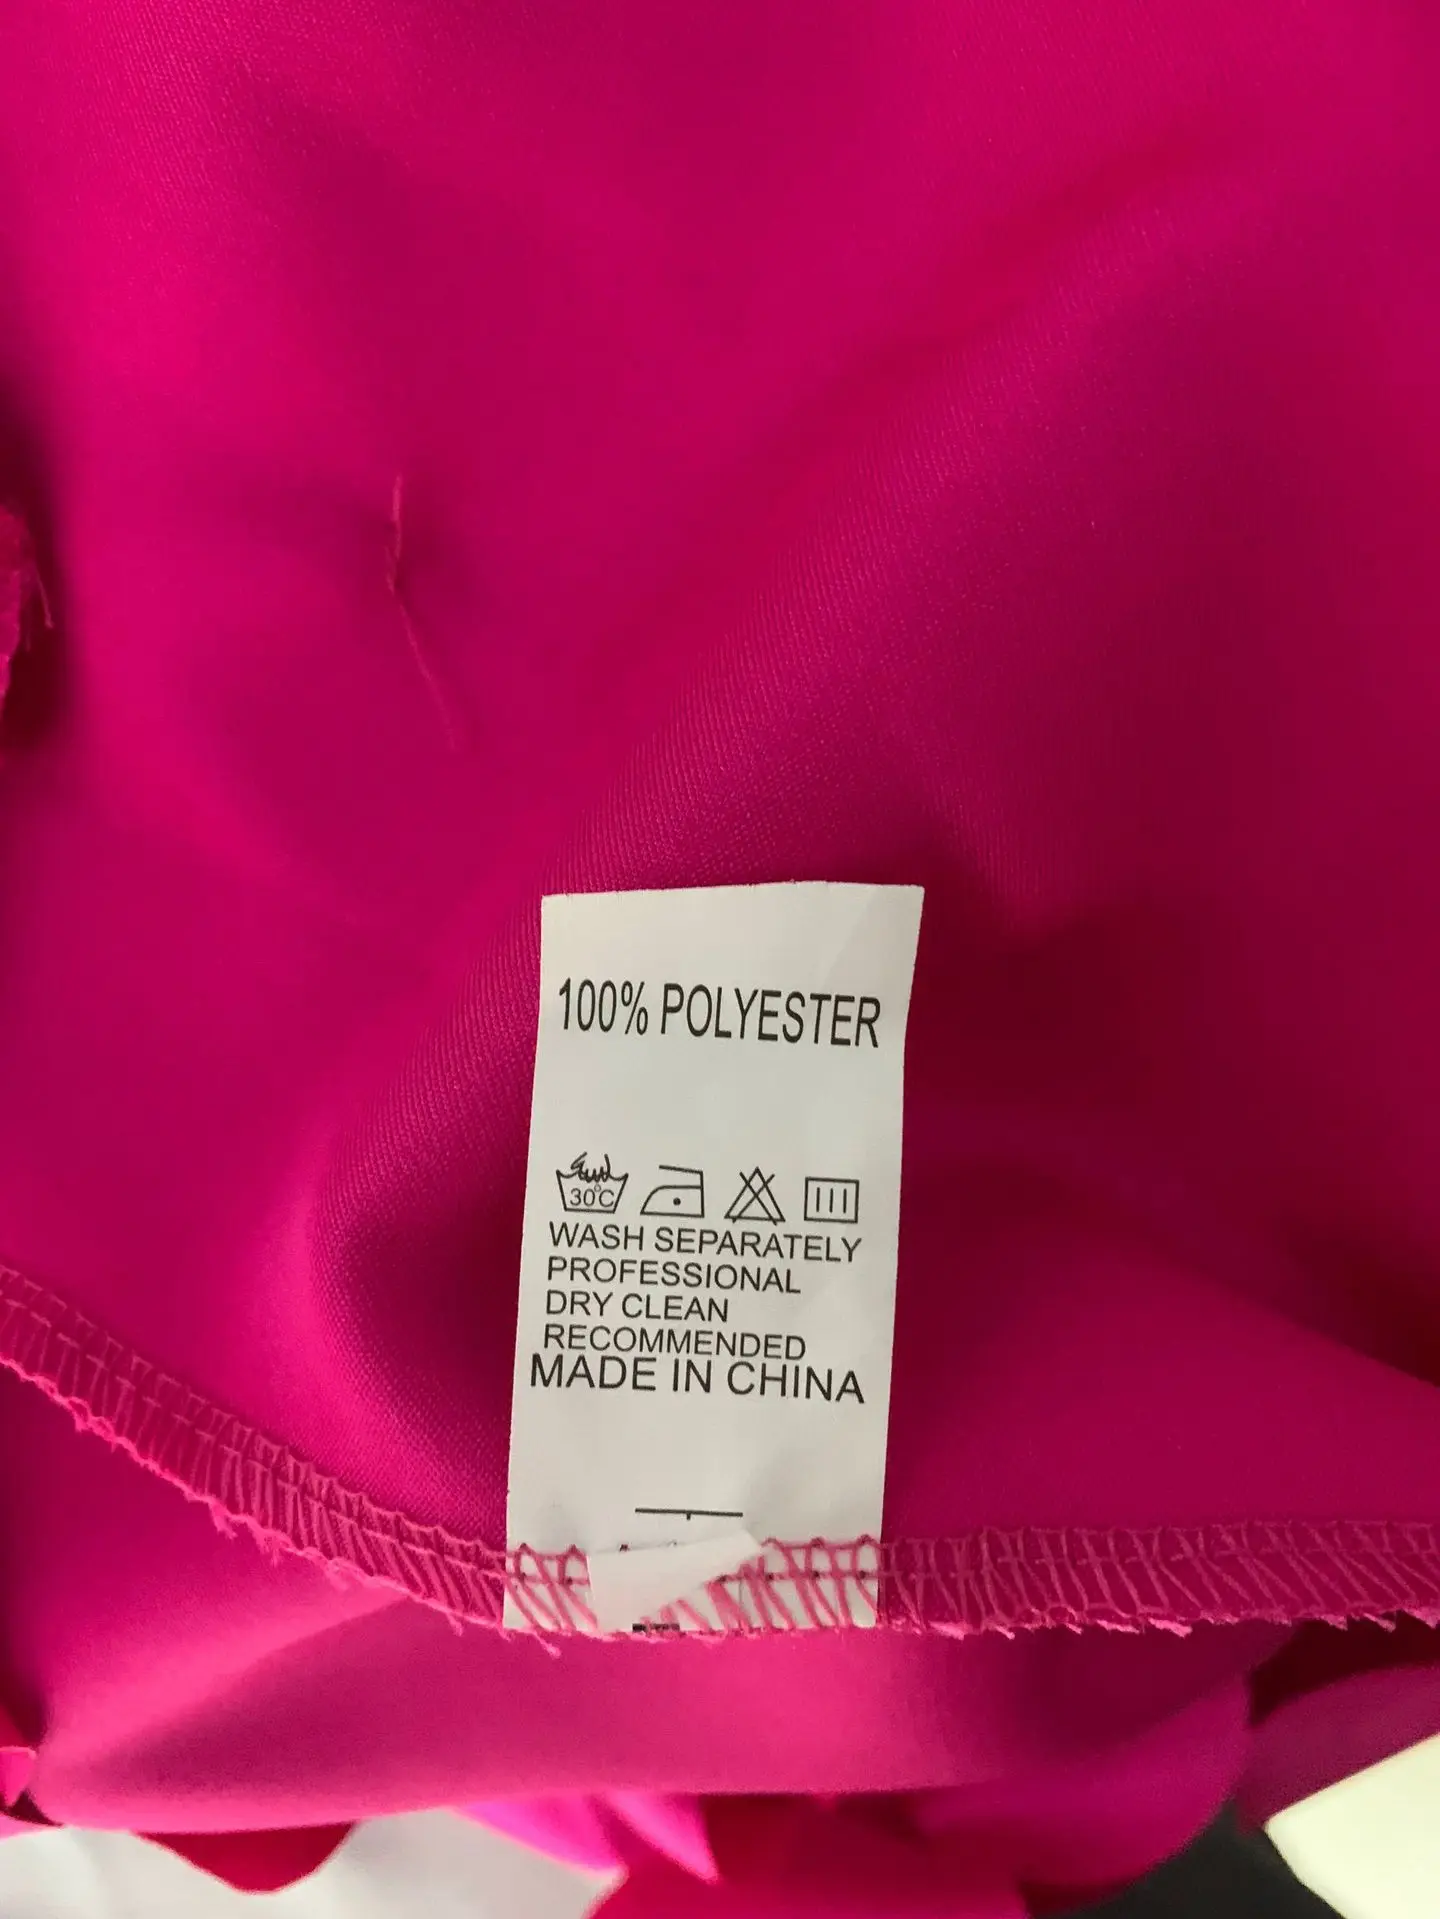 100% POLYESTER
30°C
WASH SEPARATELY
PROFESSIONAL
DRY CLEAN
RECOMMENDED
MADE IN CHINA